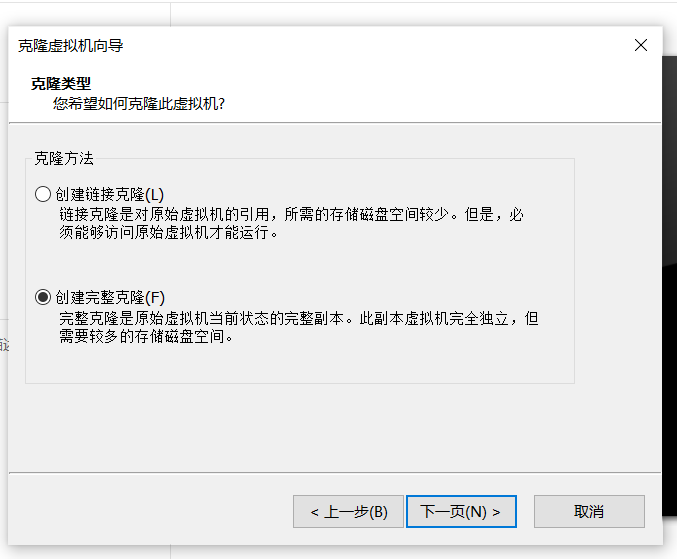 克隆虚拟机向导
克隆类型
您希望如何克隆此虚拟机?
克隆方法
创建链接克隆(L)
链接克隆是对原始虚拟机的引用，所需的存储磁盘空间较少。但是，必
须能够访问原始虚拟机才能运行。
创建完整克隆(F)
完整克隆是原始虚拟机当前状态的完整副本。此副本虚拟机完全独立，但
需要较多的存储磁盘空间。
< 上一步(B)
下一页(N) >
取消